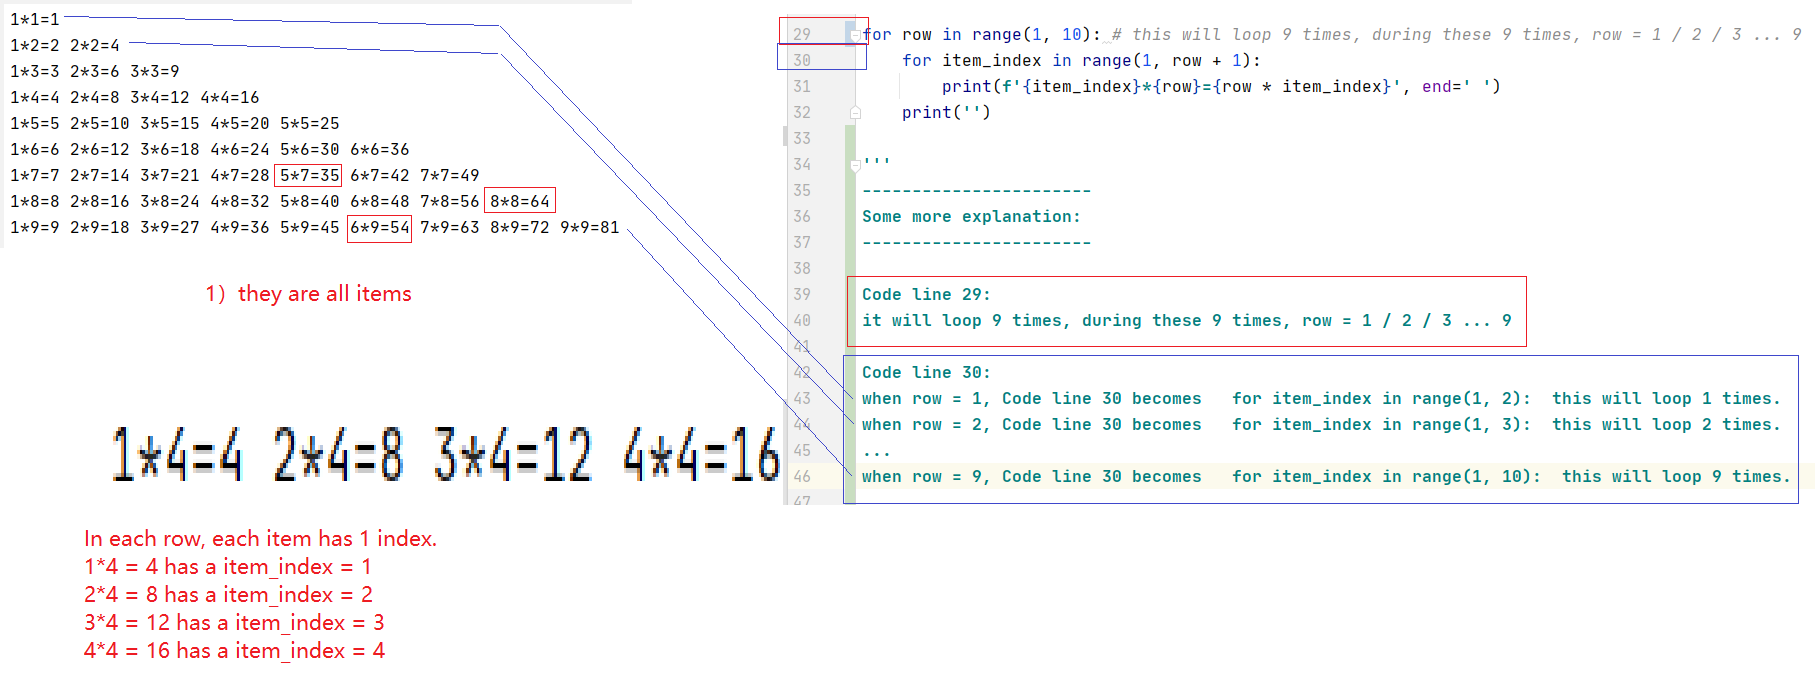 1*1=1
1*2=2 2*2=4
1*3=3 2*3=6 3*3=9
1*4=4 2*4=8 3*4=12 4*4=16
1*5=5 2*5=10 3*5=15 4*5=20 5*5=25
1*6=6 2*6=12 3*6=18 4*6=24 5*6=30 6*6=36
1*7=7 2*7=14 3*7=21 4*7=28 5*7=35 6*7=42 7*7=49
1*8=8 2*8=16 3*8=24 4*8=32 5*8=40 6*8=48 7*8=56 8*8=64
1*9=9 2*9=18 3*9=27 4*9=36 5*9=45 6*9=54 7*9=63 8*9=72 9*9=81
1）they are all items
1*4=4 2*4=8 3*4=12 4*4=16
In each row, each item has 1 index.
1*4 = 4 has a item_index = 1
2*4 = 8 has a item_index = 2
3*4 = 12 has a item_index = 3
4*4 = 16 has a item_index = 4
29 for row in range(1, 10): # this will loop 9 times, during these 9 times, row = 1 / 2 / 3 ... 9
30 for item_index in range(1, row + 1):
31 print(f'{item_index}*{row}={row * item_index}', end=' ')
32 print('')
33
34 '''
35 -----------------------
36 Some more explanation:
37 -----------------------
38
39 Code line 29:
40 it will loop 9 times, during these 9 times, row = 1 / 2 / 3 ... 9
41
42 Code line 30:
43 when row = 1, Code line 30 becomes   for item_index in range(1, 2):  this will loop 1 times.
44 when row = 2, Code line 30 becomes   for item_index in range(1, 3):  this will loop 2 times.
45 ...
46 when row = 9, Code line 30 becomes   for item_index in range(1, 10):  this will loop 9 times.
47